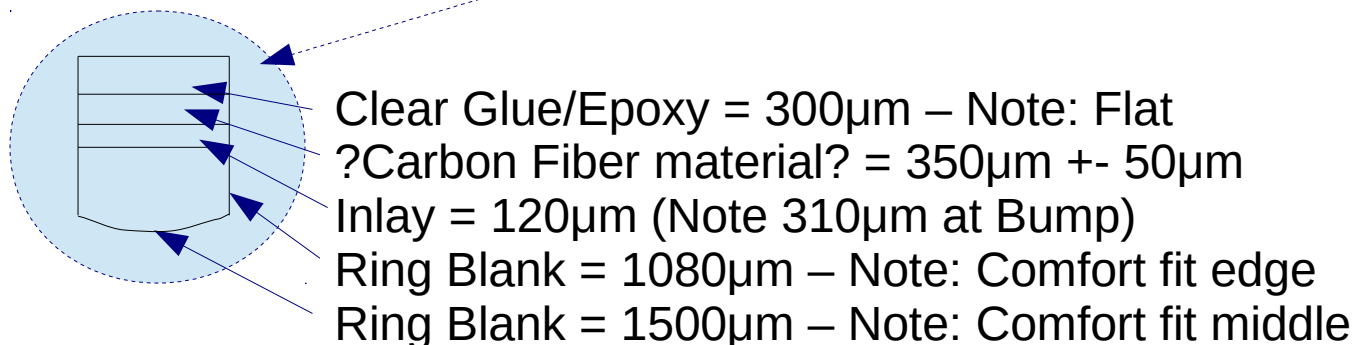 Clear Glue/Epoxy = 300µm – Note: Flat
?Carbon Fiber material? = 350µm +- 50µm
Inlay = 120µm (Note 310µm at Bump)
Ring Blank = 1080µm – Note: Comfort fit edge
Ring Blank = 1500µm – Note: Comfort fit middle